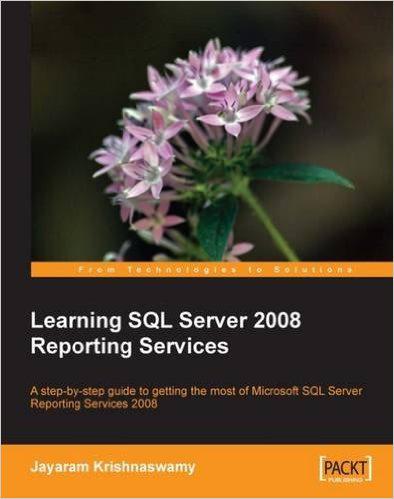 From Technologies to Solutions
Learning SQL Server 2008
Reporting Services
A step-by-step guide to getting the most of Microsoft SQL Server
Reporting Services 2008
Jayaram Krishnaswamy
[PACKT]
PUBLISHING